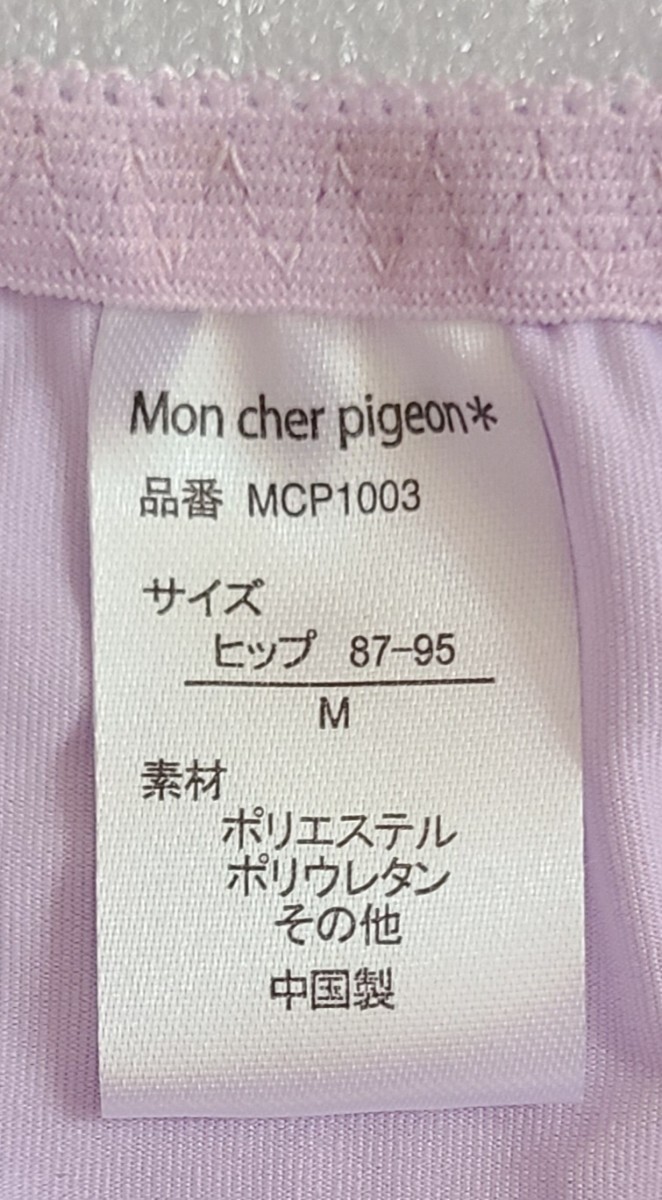 Mon cher pigeon*
品番 MCP1003
サイズ
ヒップ 87-95
M
素材
ポリエステル
ポリウレタン
その他
中国製